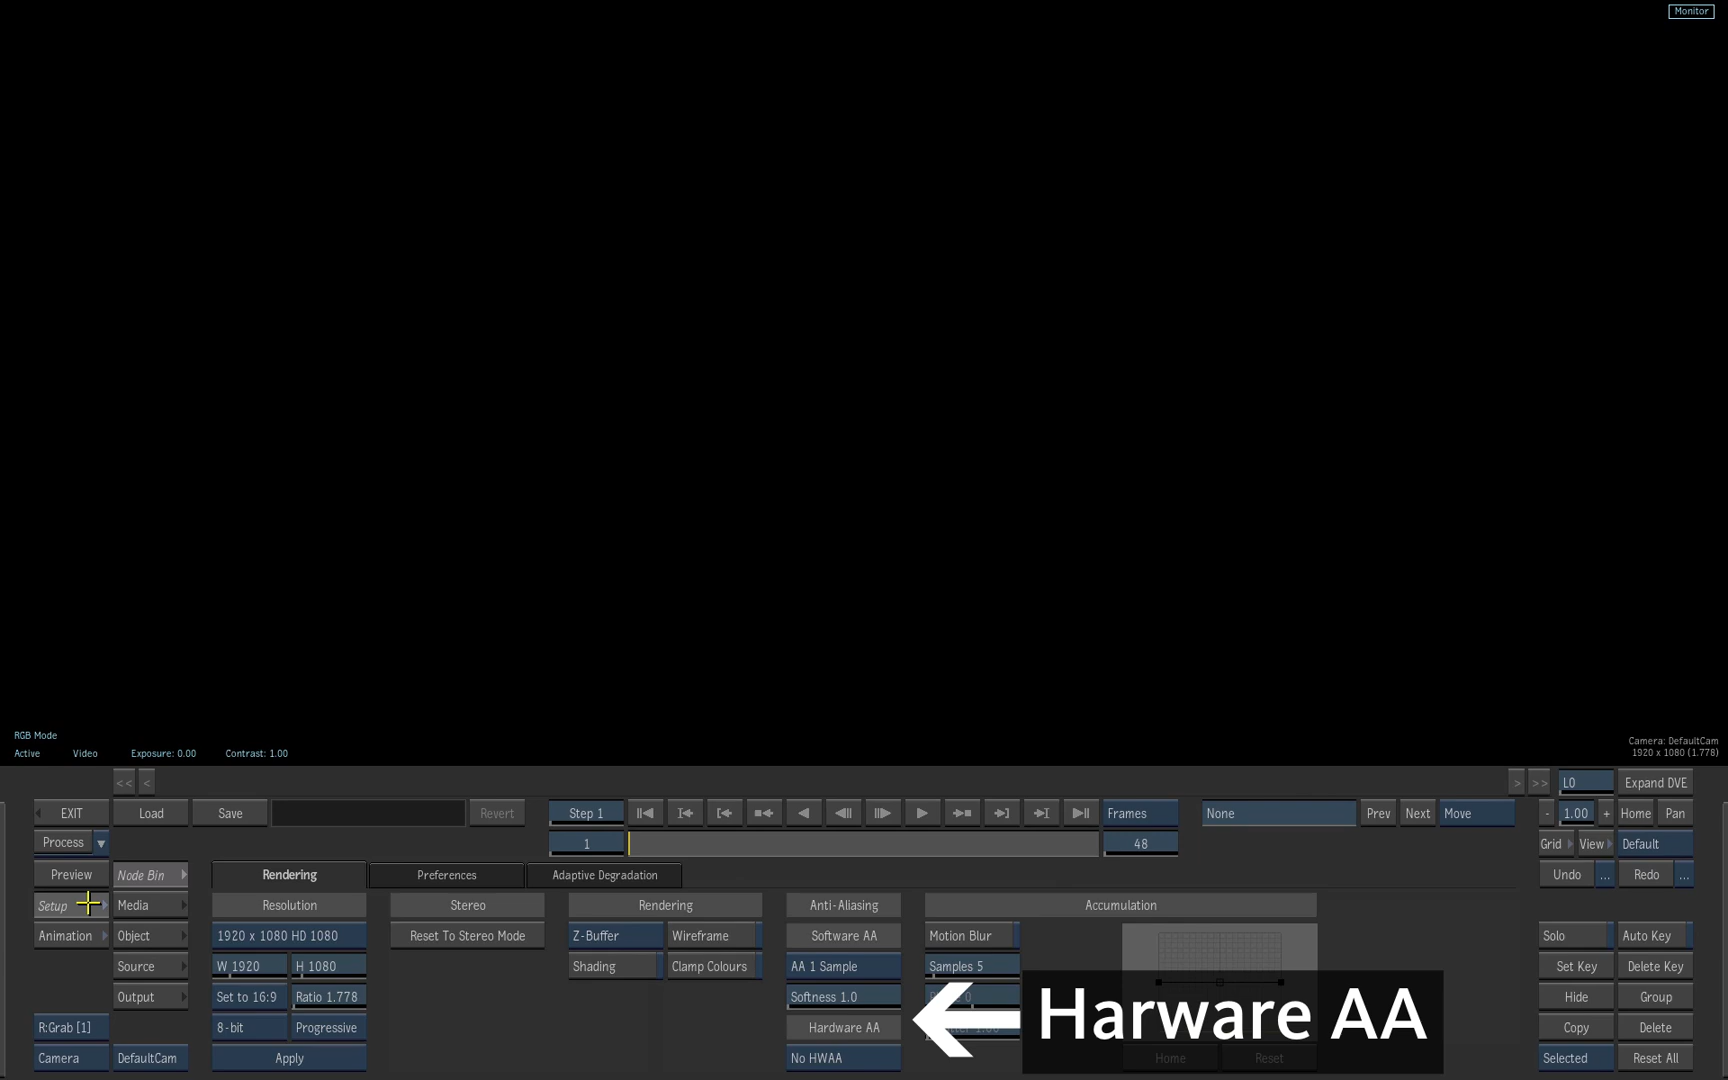 Monitor
RGB Mode
Active Video Exposure: 0.00 Contrast: 1.00
Camera: DefaultCam
1920 x 1080 (1.778)
<< < > >> L0 Expand DVE
EXIT Load Save Revert Step 1 Frames None Prev Next Move - 1.00 + Home Pan
Process 1 48 Grid View Default
Preview Node Bin Rendering Preferences Adaptive Degradation Undo ... Redo ...
Setup Media Resolution Stereo Rendering Anti-Aliasing Accumulation
Animation Object 1920 x 1080 HD 1080 Reset To Stereo Mode Z-Buffer Wireframe Software AA Motion Blur Solo Auto Key
Source W 1920 H 1080 Shading Clamp Colours AA 1 Sample Samples 5 Set Key Delete Key
Output Set to 16:9 Ratio 1.778 Softness 1.0 Hide Group
R:Grab [1] 8-bit Progressive Hardware AA Harware AA Copy Delete
Camera DefaultCam Apply No HWAA Home Reset Selected Reset All